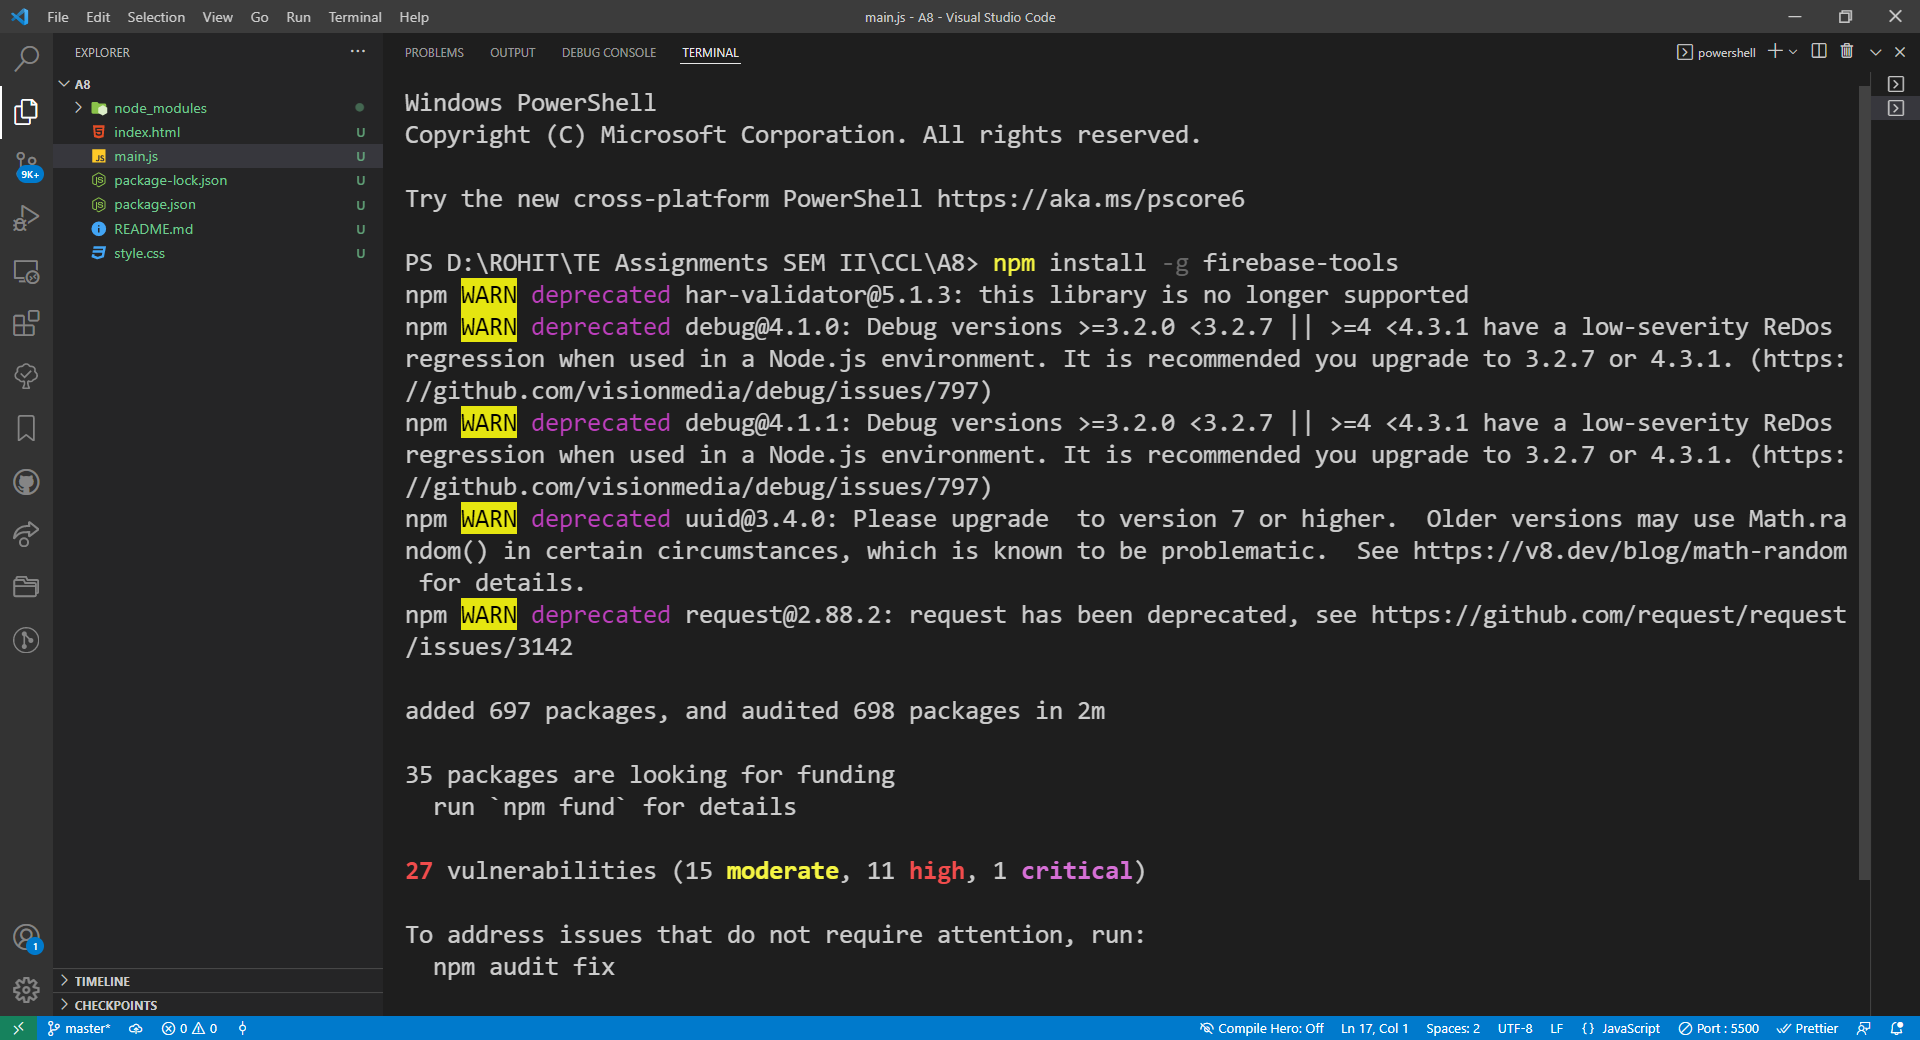 File Edit Selection View Go Run Terminal Help
main.js - A8 - Visual Studio Code
EXPLORER
A8
node_modules
index.html U
main.js U
package-lock.json U
package.json U
README.md U
style.css U
TIMELINE
CHECKPOINTS
9K+
1
PROBLEMS OUTPUT DEBUG CONSOLE TERMINAL
powershell
Windows PowerShell
Copyright (C) Microsoft Corporation. All rights reserved.
Try the new cross-platform PowerShell https://aka.ms/pscore6
PS D:\ROHIT\TE Assignments SEM II\CCL\A8> npm install -g firebase-tools
npm WARN deprecated har-validator@5.1.3: this library is no longer supported
npm WARN deprecated debug@4.1.0: Debug versions >=3.2.0 <3.2.7 || >=4 <4.3.1 have a low-severity ReDos
regression when used in a Node.js environment. It is recommended you upgrade to 3.2.7 or 4.3.1. (https:
//github.com/visionmedia/debug/issues/797)
npm WARN deprecated debug@4.1.1: Debug versions >=3.2.0 <3.2.7 || >=4 <4.3.1 have a low-severity ReDos
regression when used in a Node.js environment. It is recommended you upgrade to 3.2.7 or 4.3.1. (https:
//github.com/visionmedia/debug/issues/797)
npm WARN deprecated uuid@3.4.0: Please upgrade  to version 7 or higher.  Older versions may use Math.ra
ndom() in certain circumstances, which is known to be problematic.  See https://v8.dev/blog/math-random
 for details.
npm WARN deprecated request@2.88.2: request has been deprecated, see https://github.com/request/request
/issues/3142
added 697 packages, and audited 698 packages in 2m
35 packages are looking for funding
  run `npm fund` for details
27 vulnerabilities (15 moderate, 11 high, 1 critical)
To address issues that do not require attention, run:
  npm audit fix
master* 0 0
Compile Hero: Off Ln 17, Col 1 Spaces: 2 UTF-8 LF {} JavaScript Port : 5500 Prettier